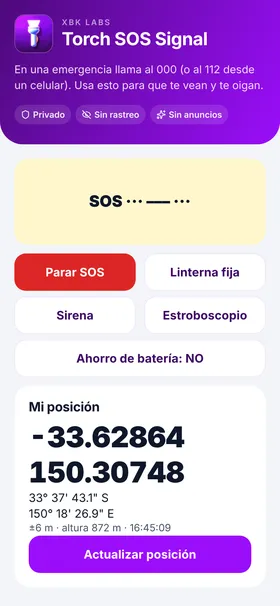 XBK LABS
Torch SOS Signal
En una emergencia llama al 000 (o al 112 desde
un celular). Usa esto para que te vean y te oigan.
Privado
Sin rastreo
Sin anuncios
SOS ··· ——— ···
Parar SOS
Linterna fija
Sirena
Estroboscopio
Ahorro de batería: NO
Mi posición
-33.62864
150.30748
33° 37' 43.1" S
150° 18' 26.9" E
±6 m · altura 872 m · 16:45:09
Actualizar posición